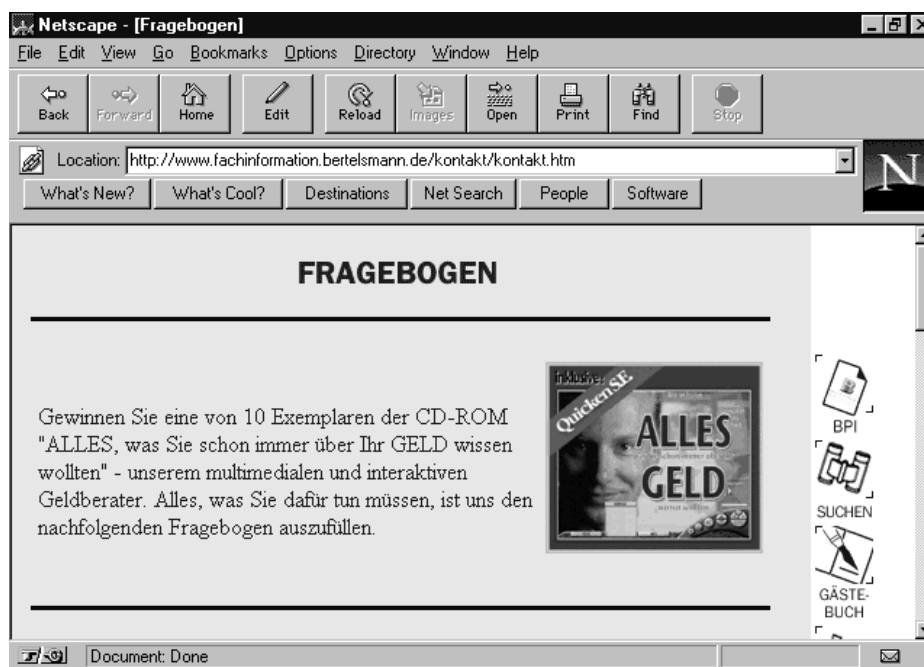 Netscape - [Fragebogen]
File Edit View Go Bookmarks Options Directory Window Help
Back Forward Home Edit Reload Images Open Print Find Stop
Location: http://www.fachinformation.bertelsmann.de/kontakt/kontakt.htm
N
What's New? What's Cool? Destinations Net Search People Software
FRAGEBOGEN
inklusive:
Quicken S.E.
ALLES
GELD
Gewinnen Sie eine von 10 Exemplaren der CD-ROM
"ALLES, was Sie schon immer über Ihr GELD wissen
wollten" - unserem multimedialen und interaktiven
Geldberater. Alles, was Sie dafür tun müssen, ist uns den
nachfolgenden Fragebogen auszufüllen.
BPI
SUCHEN
GÄSTE-
BUCH
Document: Done